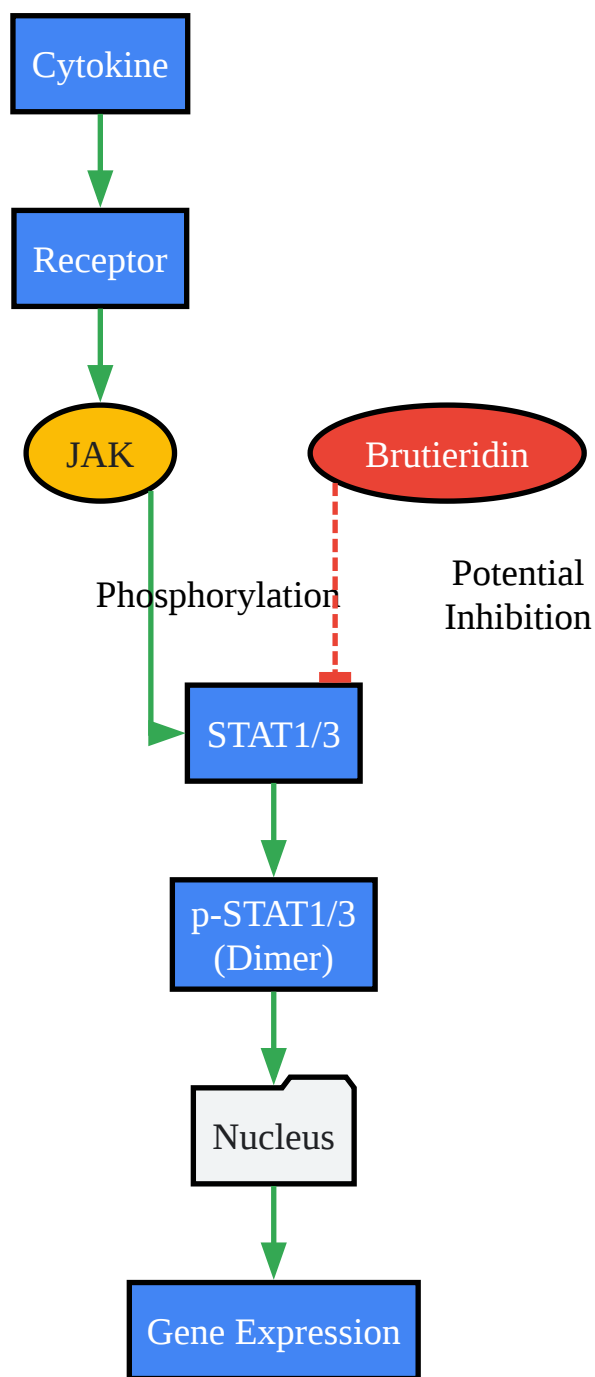 Cytokine
Receptor
JAK
Brutieridin
Phosphorylation
Potential
Inhibition
STAT1/3
p-STAT1/3
(Dimer)
Nucleus
Gene Expression